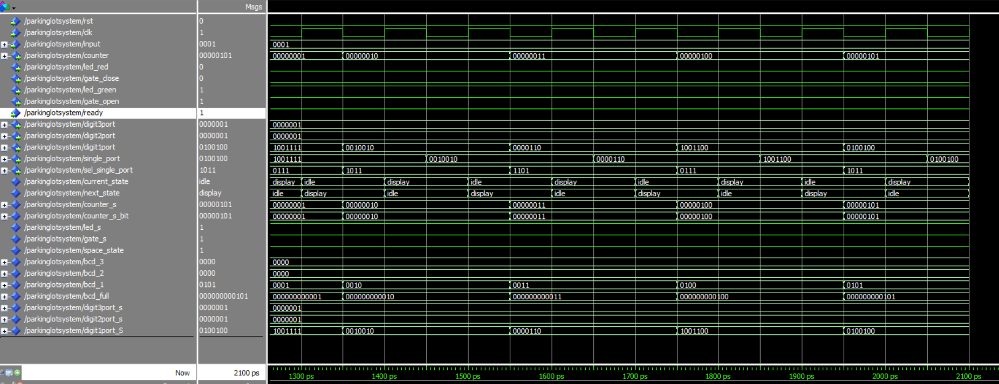 Msgs
/parkinglotsystem/rst 0
/parkinglotsystem/clk 1
/parkinglotsystem/input 0001 0001
/parkinglotsystem/counter 00000101 00000001 00000010 00000011 00000100 00000101
/parkinglotsystem/led_red 0
/parkinglotsystem/gate_close 0
/parkinglotsystem/led_green 1
/parkinglotsystem/gate_open 1
/parkinglotsystem/ready 1
/parkinglotsystem/digit3port 0000001 0000001
/parkinglotsystem/digit2port 0000001 0000001
/parkinglotsystem/digit1port 0100100 1001111 0010010 0000110 1001100 0100100
/parkinglotsystem/single_port 0100100 1001111 0010010 0000110 1001100 0100100
/parkinglotsystem/sel_single_port 1011 0111 1011 1101 0111 1011
/parkinglotsystem/current_state idle display idle display idle display idle display idle display
/parkinglotsystem/next_state display idle display idle display idle display idle display idle
/parkinglotsystem/counter_s 00000101 00000001 00000010 00000011 00000100 00000101
/parkinglotsystem/counter_s_bit 00000101 00000001 00000010 00000011 00000100 00000101
/parkinglotsystem/led_s 1
/parkinglotsystem/gate_s 1
/parkinglotsystem/space_state 1
/parkinglotsystem/bcd_3 0000 0000
/parkinglotsystem/bcd_2 0000 0000
/parkinglotsystem/bcd_1 0101 0001 0010 0011 0100 0101
/parkinglotsystem/bcd_full 000000000101 000000000001 000000000010 000000000011 000000000100 000000000101
/parkinglotsystem/digit3port_s 0000001 0000001
/parkinglotsystem/digit2port_s 0000001 0000001
/parkinglotsystem/digit1port_S 0100100 1001111 0010010 0000110 1001100 0100100
Now 2100 ps 1300 ps 1400 ps 1500 ps 1600 ps 1700 ps 1800 ps 1900 ps 2000 ps 2100 ps